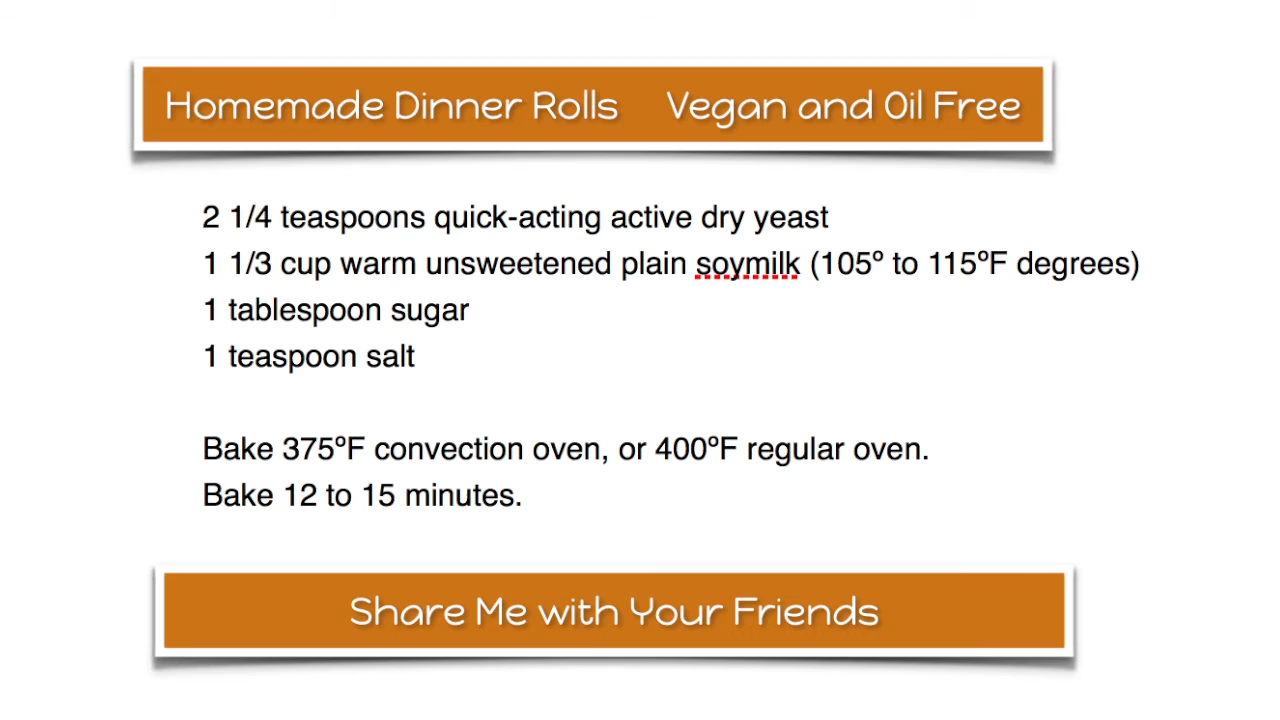 Homemade Dinner Rolls Vegan and Oil Free
2 1/4 teaspoons quick-acting active dry yeast
1 1/3 cup warm unsweetened plain soymilk (105º to 115ºF degrees)
1 tablespoon sugar
1 teaspoon salt
Bake 375ºF convection oven, or 400ºF regular oven.
Bake 12 to 15 minutes.
Share Me with Your Friends